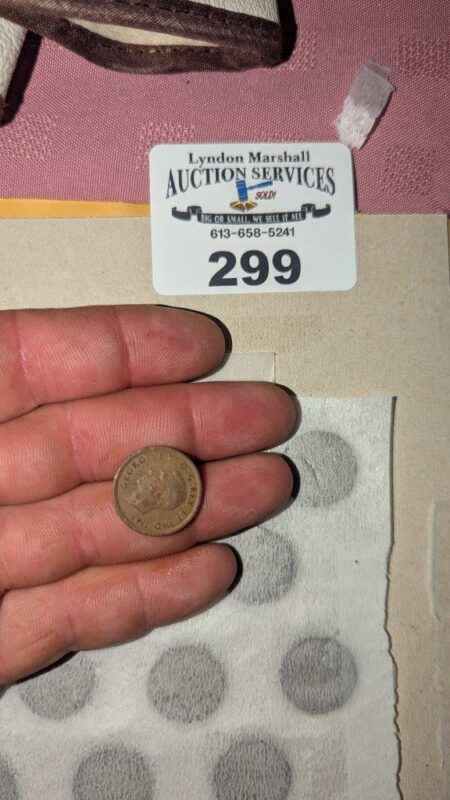 Lyndon Marshall
AUCTION SERVICES
SOLD!
BIG OR SMALL, WE SELL IT ALL
613-658-5241
299